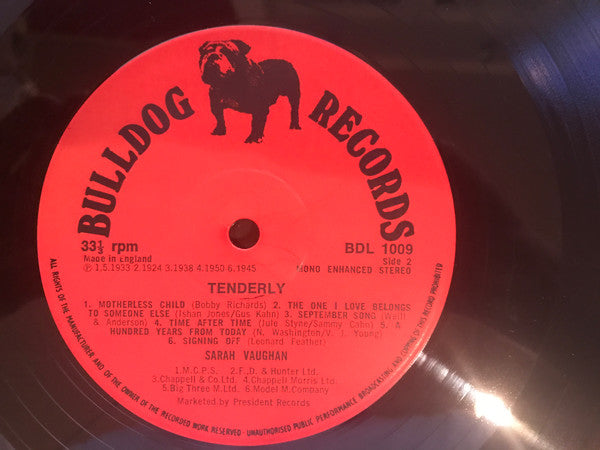 BULLDOG RECORDS
33⅓ rpm
BDL 1009
Made in England
Side 2
℗ 1,5.1933 2.1924 3.1938 4.1950 6.1945
MONO ENHANCED STEREO
TENDERLY
1. MOTHERLESS CHILD (Bobby Richards) 2. THE ONE I LOVE BELONGS
TO SOMEONE ELSE (Ishan Jones/Gus Kahn) 3. SEPTEMBER SONG (Weill
& Anderson) 4. TIME AFTER TIME (Jule Styne/Sammy Cahn) 5. A
HUNDRED YEARS FROM TODAY (N. Washington/V. J. Young)
6. SIGNING OFF (Leonard Feather)
SARAH VAUGHAN
1.M.C.P.S. 2.F.D. & Hunter Ltd.
3.Chappell & Co Ltd. 4.Chappell Morris Ltd.
5.Big Three M.Ltd. 6.Model M.Company
Marketed by President Records
ALL RIGHTS OF THE MANUFACTURER AND OF THE OWNER OF THE RECORDED WORK RESERVED · UNAUTHORISED PUBLIC PERFORMANCE BROADCASTING AND COPYING OF THIS RECORD PROHIBITED